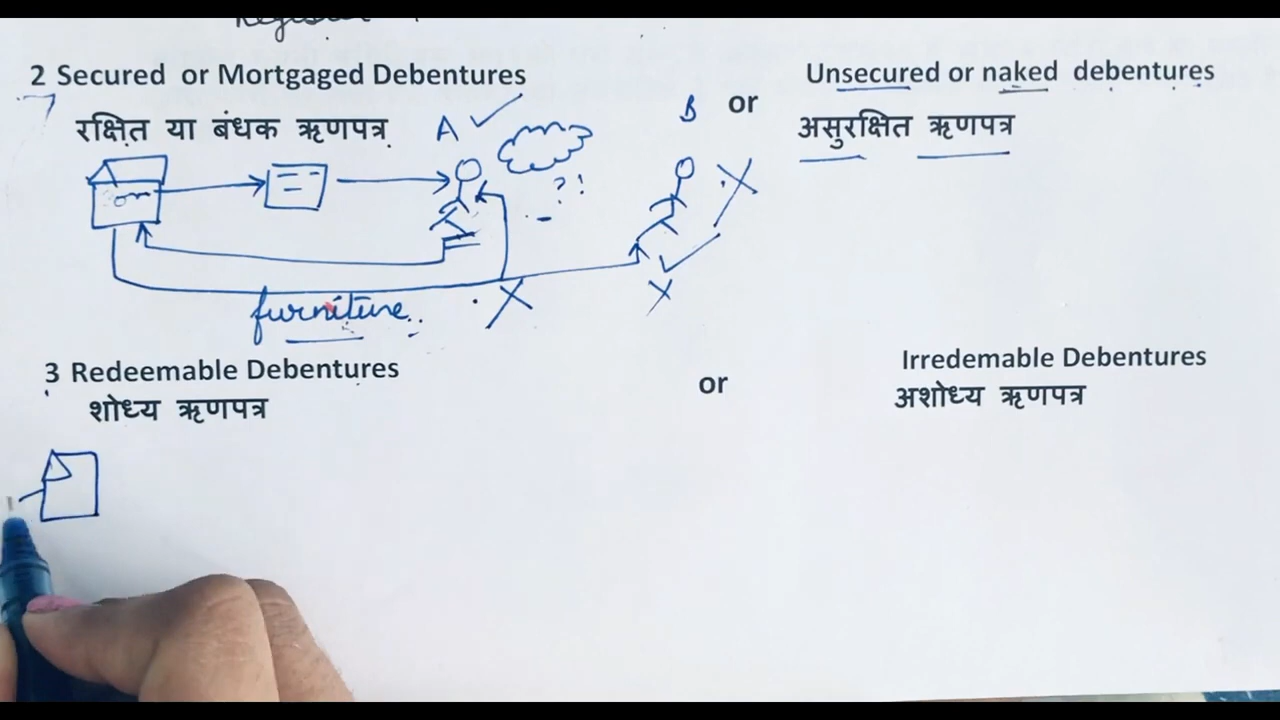 Register
2 Secured or Mortgaged Debentures
Unsecured or naked debentures
रक्षित या बंधक ऋणपत्र
A
B
or
असुरक्षित ऋणपत्र
?!
furniture..
3 Redeemable Debentures
or
Irredemable Debentures
शोध्य ऋणपत्र
अशोध्य ऋणपत्र